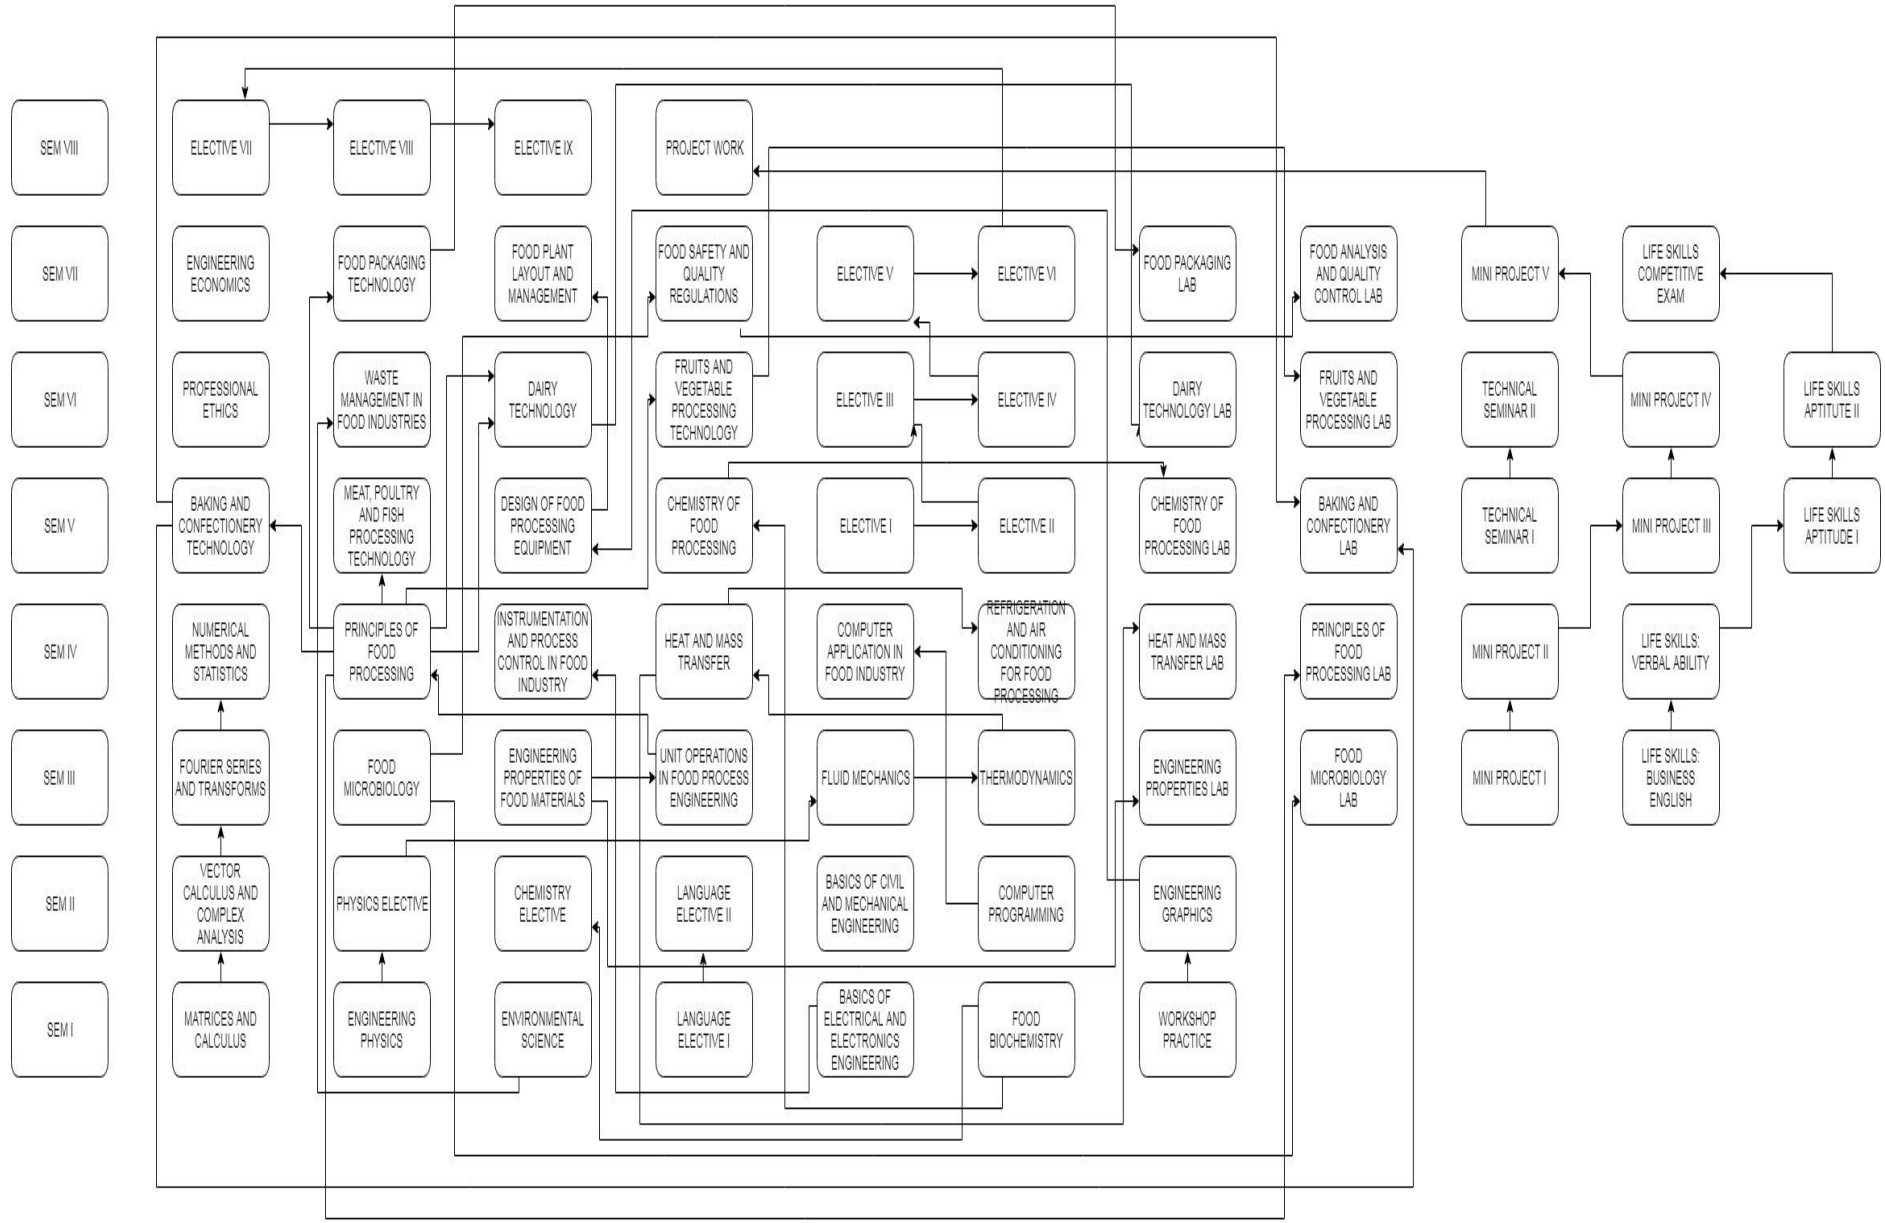 SEM VIII
ELECTIVE VII
ELECTIVE VIII
ELECTIVE IX
PROJECT WORK
SEM VII
ENGINEERING
ECONOMICS
FOOD PACKAGING
TECHNOLOGY
FOOD PLANT
LAYOUT AND
MANAGEMENT
FOOD SAFETY AND
QUALITY
REGULATIONS
ELECTIVE V
ELECTIVE VI
FOOD PACKAGING
LAB
FOOD ANALYSIS
AND QUALITY
CONTROL LAB
MINI PROJECT V
LIFE SKILLS
COMPETITIVE
EXAM
SEM VI
PROFESSIONAL
ETHICS
WASTE
MANAGEMENT IN
FOOD INDUSTRIES
DAIRY
TECHNOLOGY
FRUITS AND
VEGETABLE
PROCESSING
TECHNOLOGY
ELECTIVE III
ELECTIVE IV
DAIRY
TECHNOLOGY LAB
FRUITS AND
VEGETABLE
PROCESSING LAB
TECHNICAL
SEMINAR II
MINI PROJECT IV
LIFE SKILLS
APTITUTE II
SEM V
BAKING AND
CONFECTIONERY
TECHNOLOGY
MEAT, POULTRY
AND FISH
PROCESSING
TECHNOLOGY
DESIGN OF FOOD
PROCESSING
EQUIPMENT
CHEMISTRY OF
FOOD
PROCESSING
ELECTIVE I
ELECTIVE II
CHEMISTRY OF
FOOD
PROCESSING LAB
BAKING AND
CONFECTIONERY
LAB
TECHNICAL
SEMINAR I
MINI PROJECT III
LIFE SKILLS
APTITUDE I
SEM IV
NUMERICAL
METHODS AND
STATISTICS
PRINCIPLES OF
FOOD
PROCESSING
INSTRUMENTATION
AND PROCESS
CONTROL IN FOOD
INDUSTRY
HEAT AND MASS
TRANSFER
COMPUTER
APPLICATION IN
FOOD INDUSTRY
REFRIGERATION
AND AIR
CONDITIONING
FOR FOOD
PROCESSING
HEAT AND MASS
TRANSFER LAB
PRINCIPLES OF
FOOD
PROCESSING LAB
MINI PROJECT II
LIFE SKILLS:
VERBAL ABILITY
SEM III
FOURIER SERIES
AND TRANSFORMS
FOOD
MICROBIOLOGY
ENGINEERING
PROPERTIES OF
FOOD MATERIALS
UNIT OPERATIONS
IN FOOD PROCESS
ENGINEERING
FLUID MECHANICS
THERMODYNAMICS
ENGINEERING
PROPERTIES LAB
FOOD
MICROBIOLOGY
LAB
MINI PROJECT I
LIFE SKILLS:
BUSINESS
ENGLISH
SEM II
VECTOR
CALCULUS AND
COMPLEX
ANALYSIS
PHYSICS ELECTIVE
CHEMISTRY
ELECTIVE
LANGUAGE
ELECTIVE II
BASICS OF CIVIL
AND MECHANICAL
ENGINEERING
COMPUTER
PROGRAMMING
ENGINEERING
GRAPHICS
SEM I
MATRICES AND
CALCULUS
ENGINEERING
PHYSICS
ENVIRONMENTAL
SCIENCE
LANGUAGE
ELECTIVE I
BASICS OF
ELECTRICAL AND
ELECTRONICS
ENGINEERING
FOOD
BIOCHEMISTRY
WORKSHOP
PRACTICE